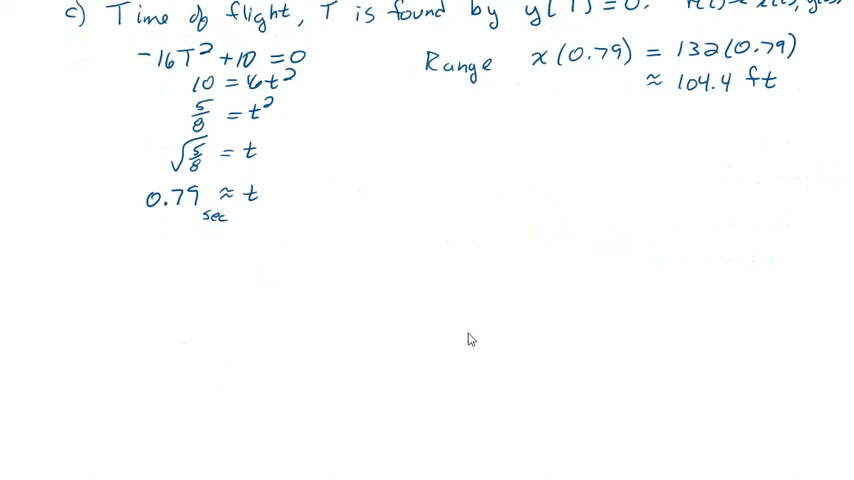 c) Time of flight, T is found by y(T) = 0.
-16T² + 10 = 0
10 = 16t²
5/8 = t²
√5/8 = t
0.79 ≈ t
sec
Range x(0.79) = 132(0.79)
≈ 104.4 ft